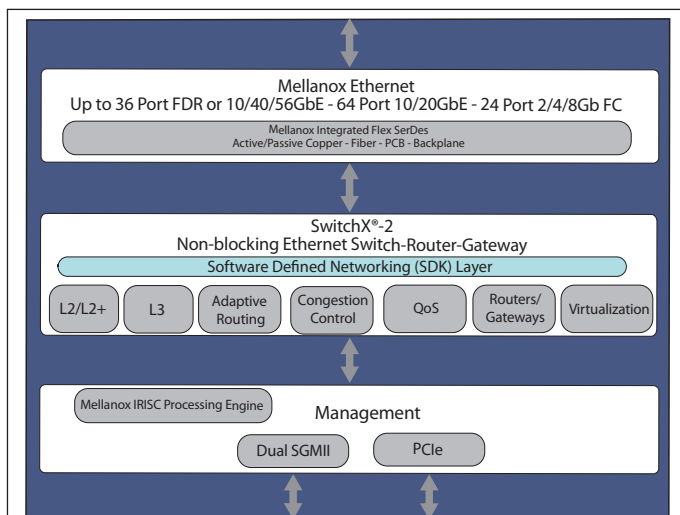 Mellanox Ethernet
Up to 36 Port FDR or 10/40/56GbE - 64 Port 10/20GbE - 24 Port 2/4/8Gb FC
Mellanox Integrated Flex SerDes
Active/Passive Copper - Fiber - PCB - Backplane
SwitchX®-2
Non-blocking Ethernet Switch-Router-Gateway
Software Defined Networking (SDK) Layer
L2/L2+
L3
Adaptive
Routing
Congestion
Control
QoS
Routers/
Gateways
Virtualization
Mellanox IRISC Processing Engine
Management
Dual SGMII
PCIe